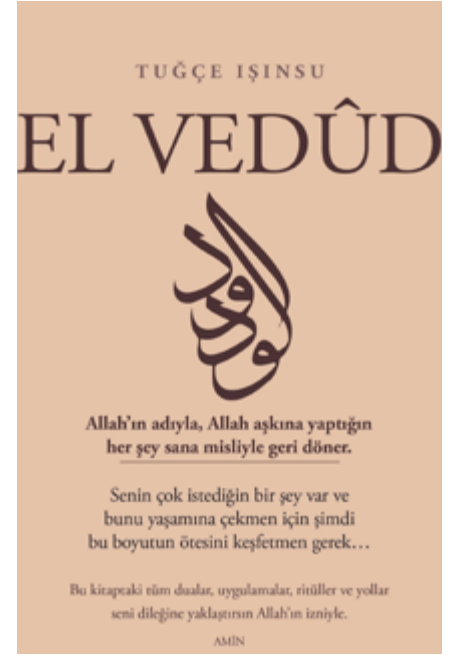 TUĞÇE IŞINSU
EL VEDÛD
الودود
Allah’ın adıyla, Allah aşkına yaptığın
her şey sana misliyle geri döner.
Senin çok istediğin bir şey var ve
bunu yaşamına çekmen için şimdi
bu boyutun ötesini keşfetmen gerek…
Bu kitaptaki tüm dualar, uygulamalar, ritüller ve yollar
seni dileğine yaklaştırsın Allah’ın izniyle.
AMİN